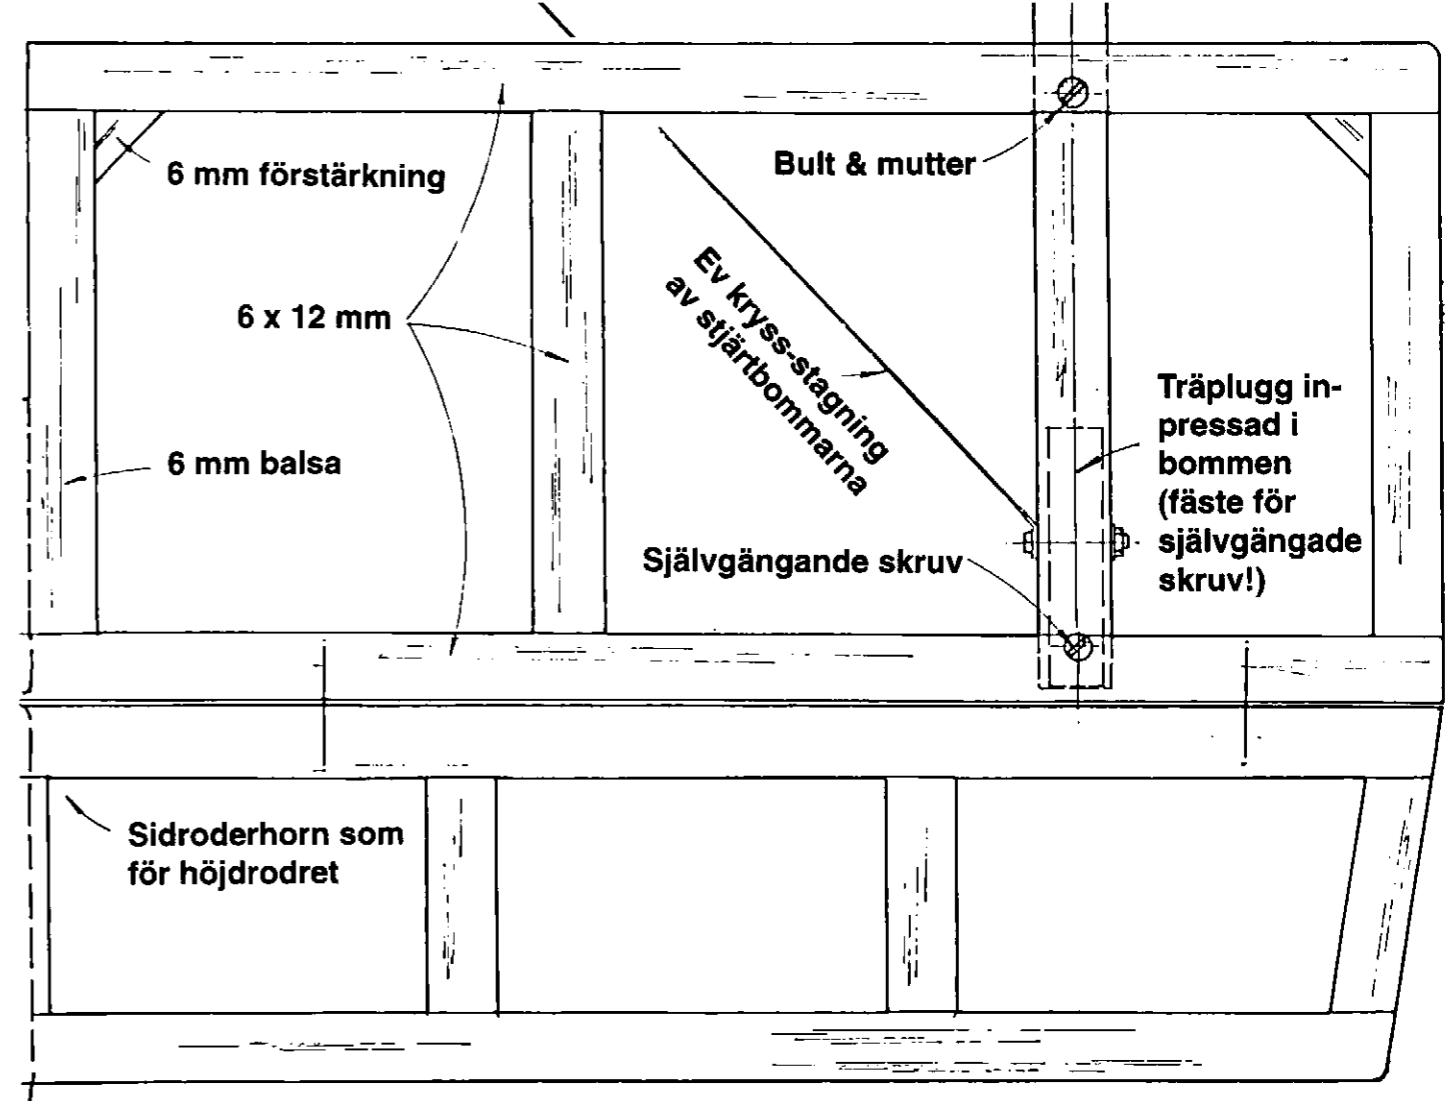 6 mm förstärkning
Bult & mutter
6 x 12 mm
Ev kryss-stagning
av stjärtbommarna
Träplugg in-
pressad i
bommen
(fäste för
självgängade
skruv!)
6 mm balsa
Självgängande skruv
Sidroderhorn som
för höjdrodret